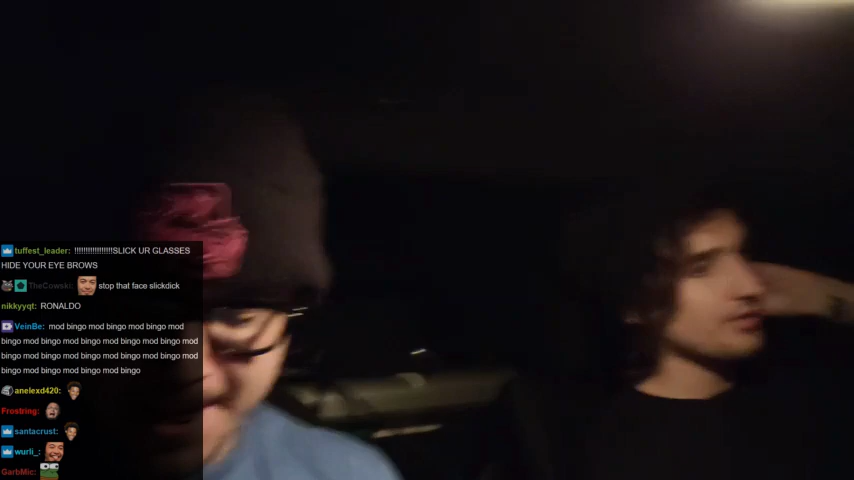 tuffest_leader: !!!!!!!!!!!!!!!!!!SLICK UR GLASSES
HIDE YOUR EYE BROWS
TheCowski: stop that face slickdick
nikkyyqt: RONALDO
VeinBe: mod bingo mod bingo mod bingo mod
bingo mod bingo mod bingo mod bingo mod
bingo mod bingo mod bingo mod bingo mod
bingo mod bingo mod bingo mod bingo
anelexd420:
Frostring:
santacrust:
wurli_:
GarbMic: